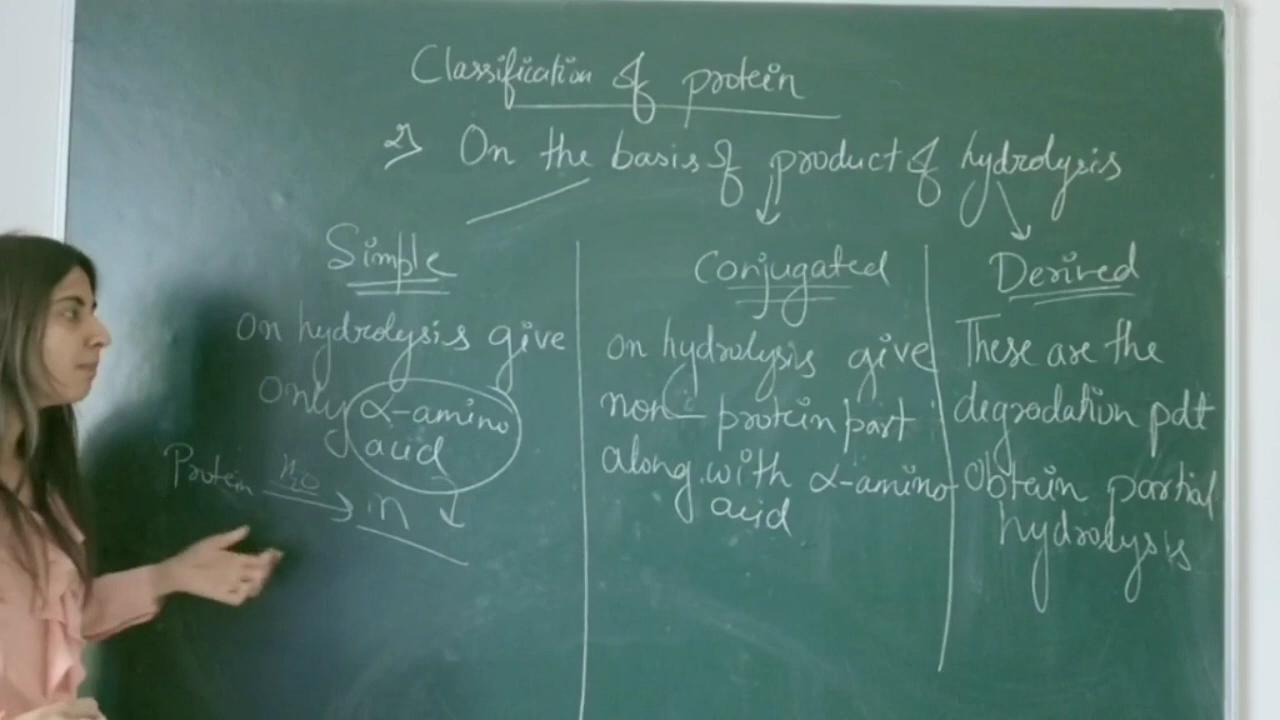 Classification of protein
2) On the basis of product of hydrolysis
Simple
On hydrolysis give
only α-amino
acid
Protein H2O n
Conjugated
on hydrolysis give
non-protein part
along with α-amino
acid
Derived
These are the
degradation pdt
Obtain partial
hydrolysis